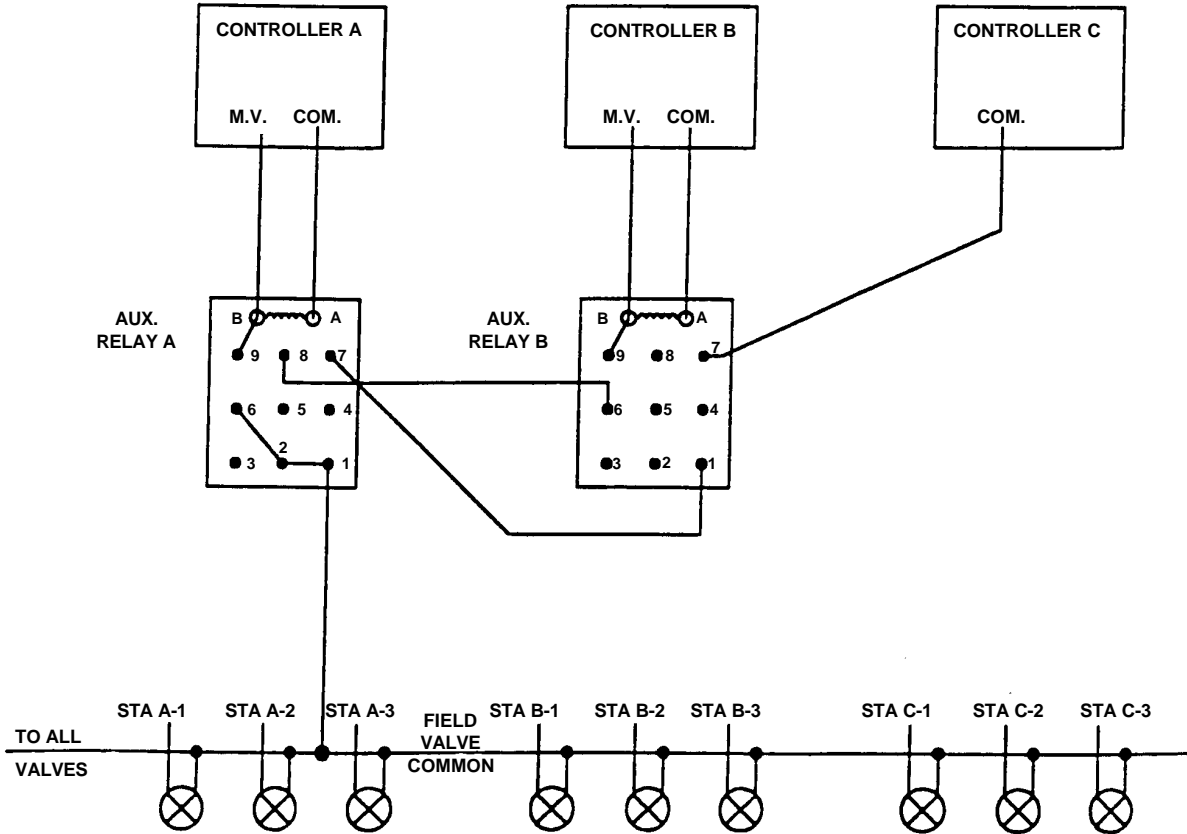 CONTROLLER A
M.V. COM.
CONTROLLER B
M.V. COM.
CONTROLLER C
COM.
AUX.
RELAY A
B A
9 8 7
6 5 4
3 2 1
AUX.
RELAY B
B A
9 8 7
6 5 4
3 2 1
TO ALL
VALVES
STA A-1
STA A-2
STA A-3
FIELD
VALVE
COMMON
STA B-1
STA B-2
STA B-3
STA C-1
STA C-2
STA C-3